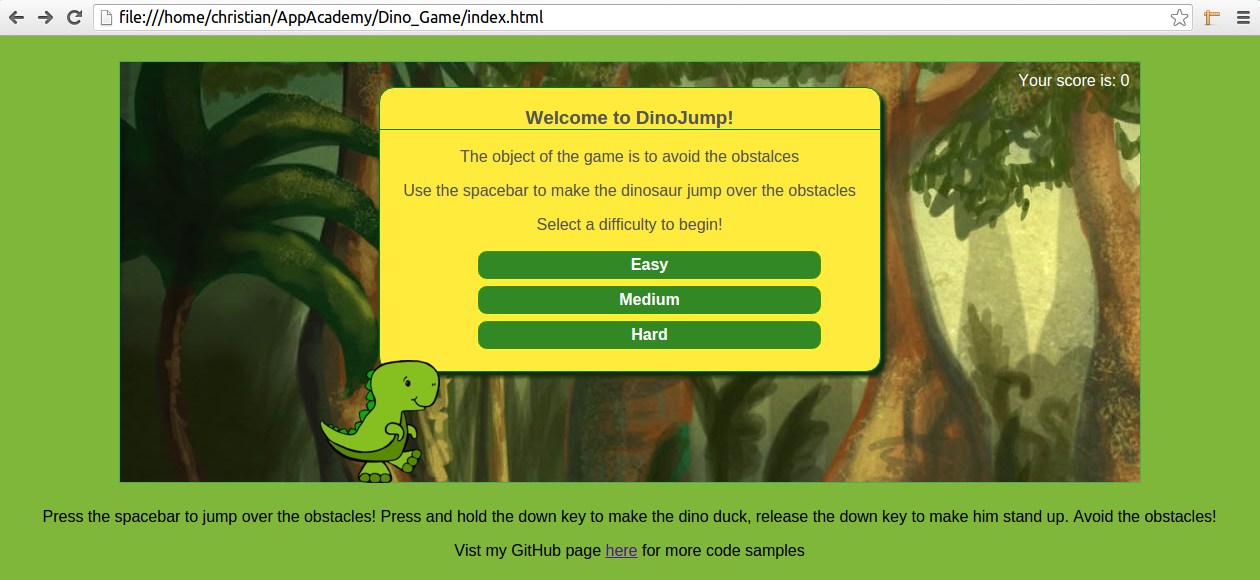 file:///home/christian/AppAcademy/Dino_Game/index.html
Your score is: 0
Welcome to DinoJump!
The object of the game is to avoid the obstalces
Use the spacebar to make the dinosaur jump over the obstacles
Select a difficulty to begin!
Easy
Medium
Hard
Press the spacebar to jump over the obstacles! Press and hold the down key to make the dino duck, release the down key to make him stand up. Avoid the obstacles!
Vist my GitHub page here for more code samples